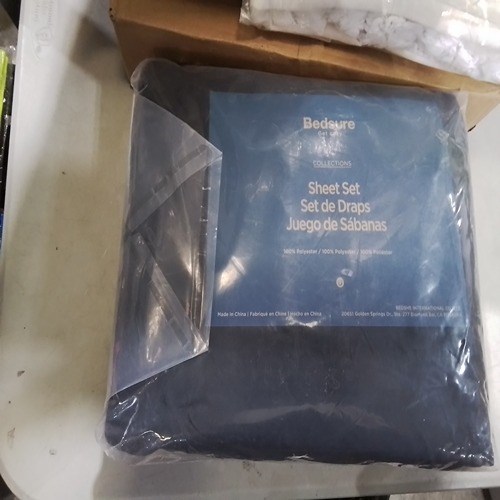 Bedsure
COLLECTIONS
Sheet Set
Set de Draps
Juego de Sábanas
100% Polyester / 100% Polyester / 100% Poliéster
Made in China | Fabriqué en China | Hecho en China
BEDSURE INTERNATIONAL